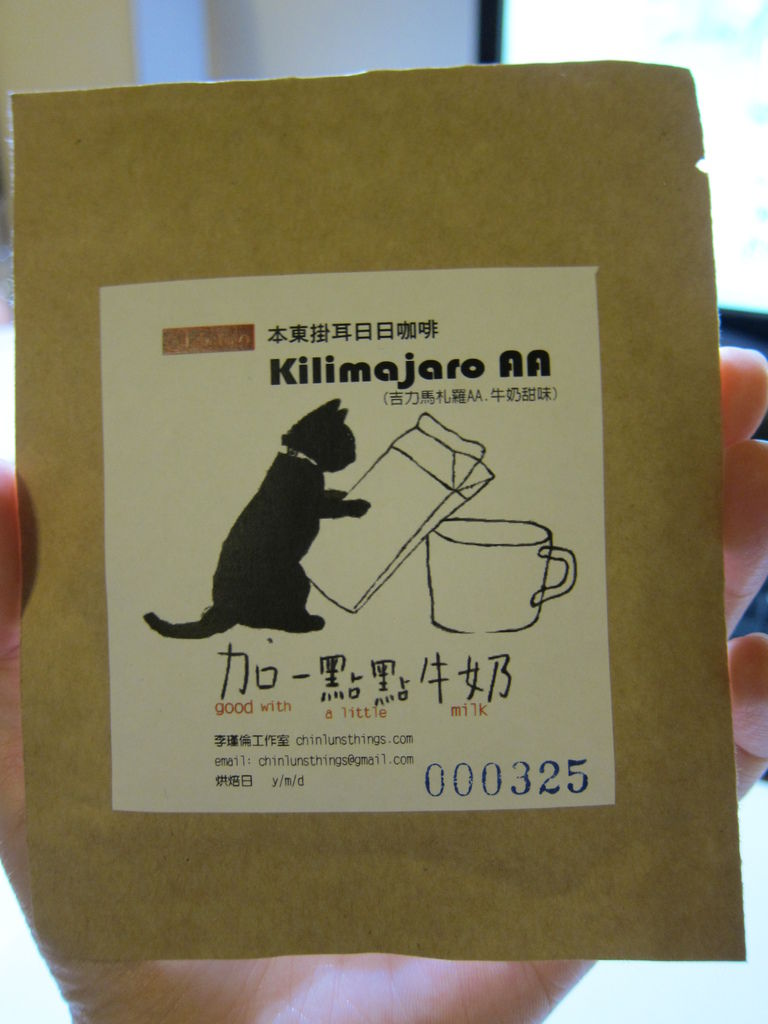 本東掛耳日日咖啡
Kilimajaro AA
(吉力馬札羅AA.牛奶甜味)
加一點點牛奶
good with a little milk
李瑾倫工作室 chinlunsthings.com
email: chinlunsthings@gmail.com
烘焙日 y/m/d
000325